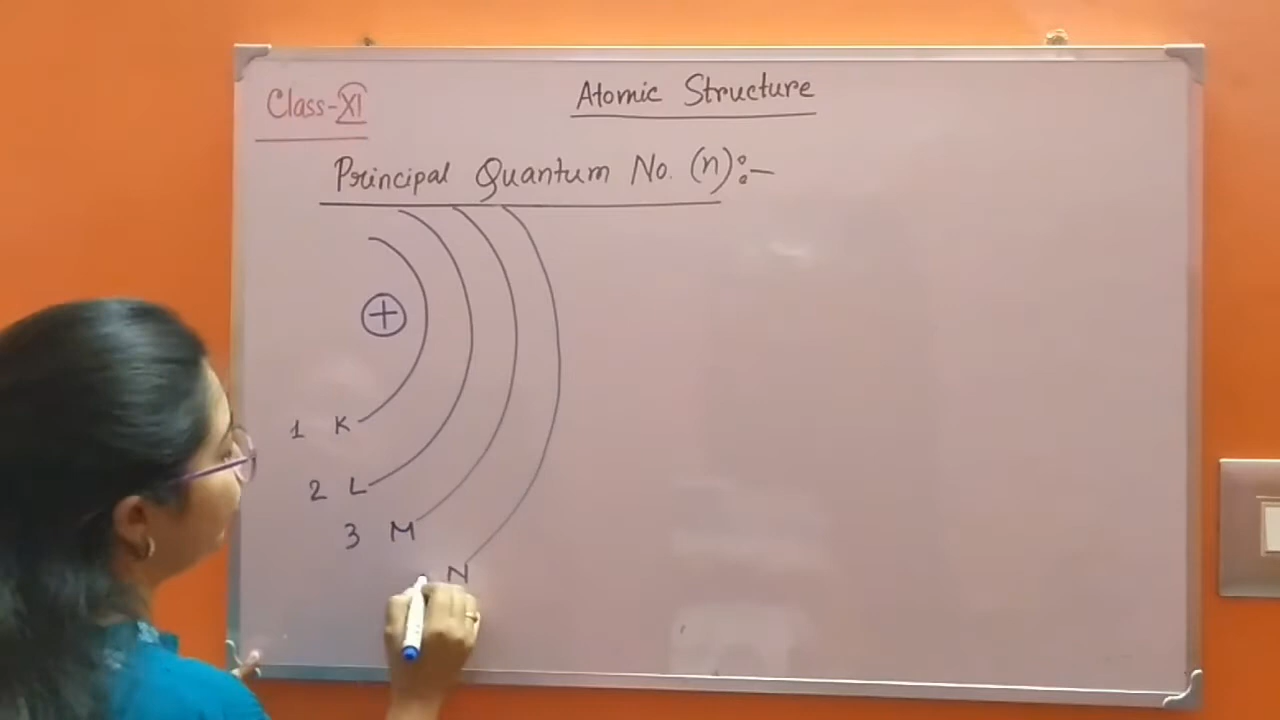 Atomic Structure
Class-XI
Principal Quantum No. (n):-
+
1 K
2 L
3 M
N